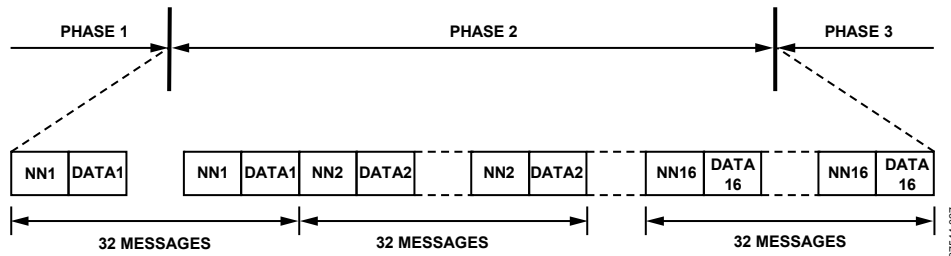 PHASE 1 PHASE 2 PHASE 3
NN1 DATA1 NN1 DATA1 NN2 DATA2 NN2 DATA2 NN16 DATA 16 NN16 DATA 16
32 MESSAGES 32 MESSAGES 32 MESSAGES